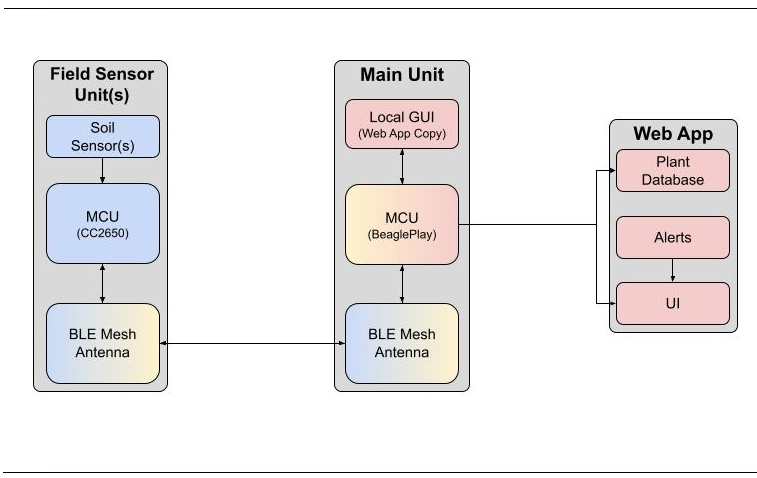 Field Sensor
Unit(s)
Soil
Sensor(s)
MCU
(CC2650)
BLE Mesh
Antenna
Main Unit
Local GUI
(Web App Copy)
MCU
(BeaglePlay)
BLE Mesh
Antenna
Web App
Plant
Database
Alerts
UI